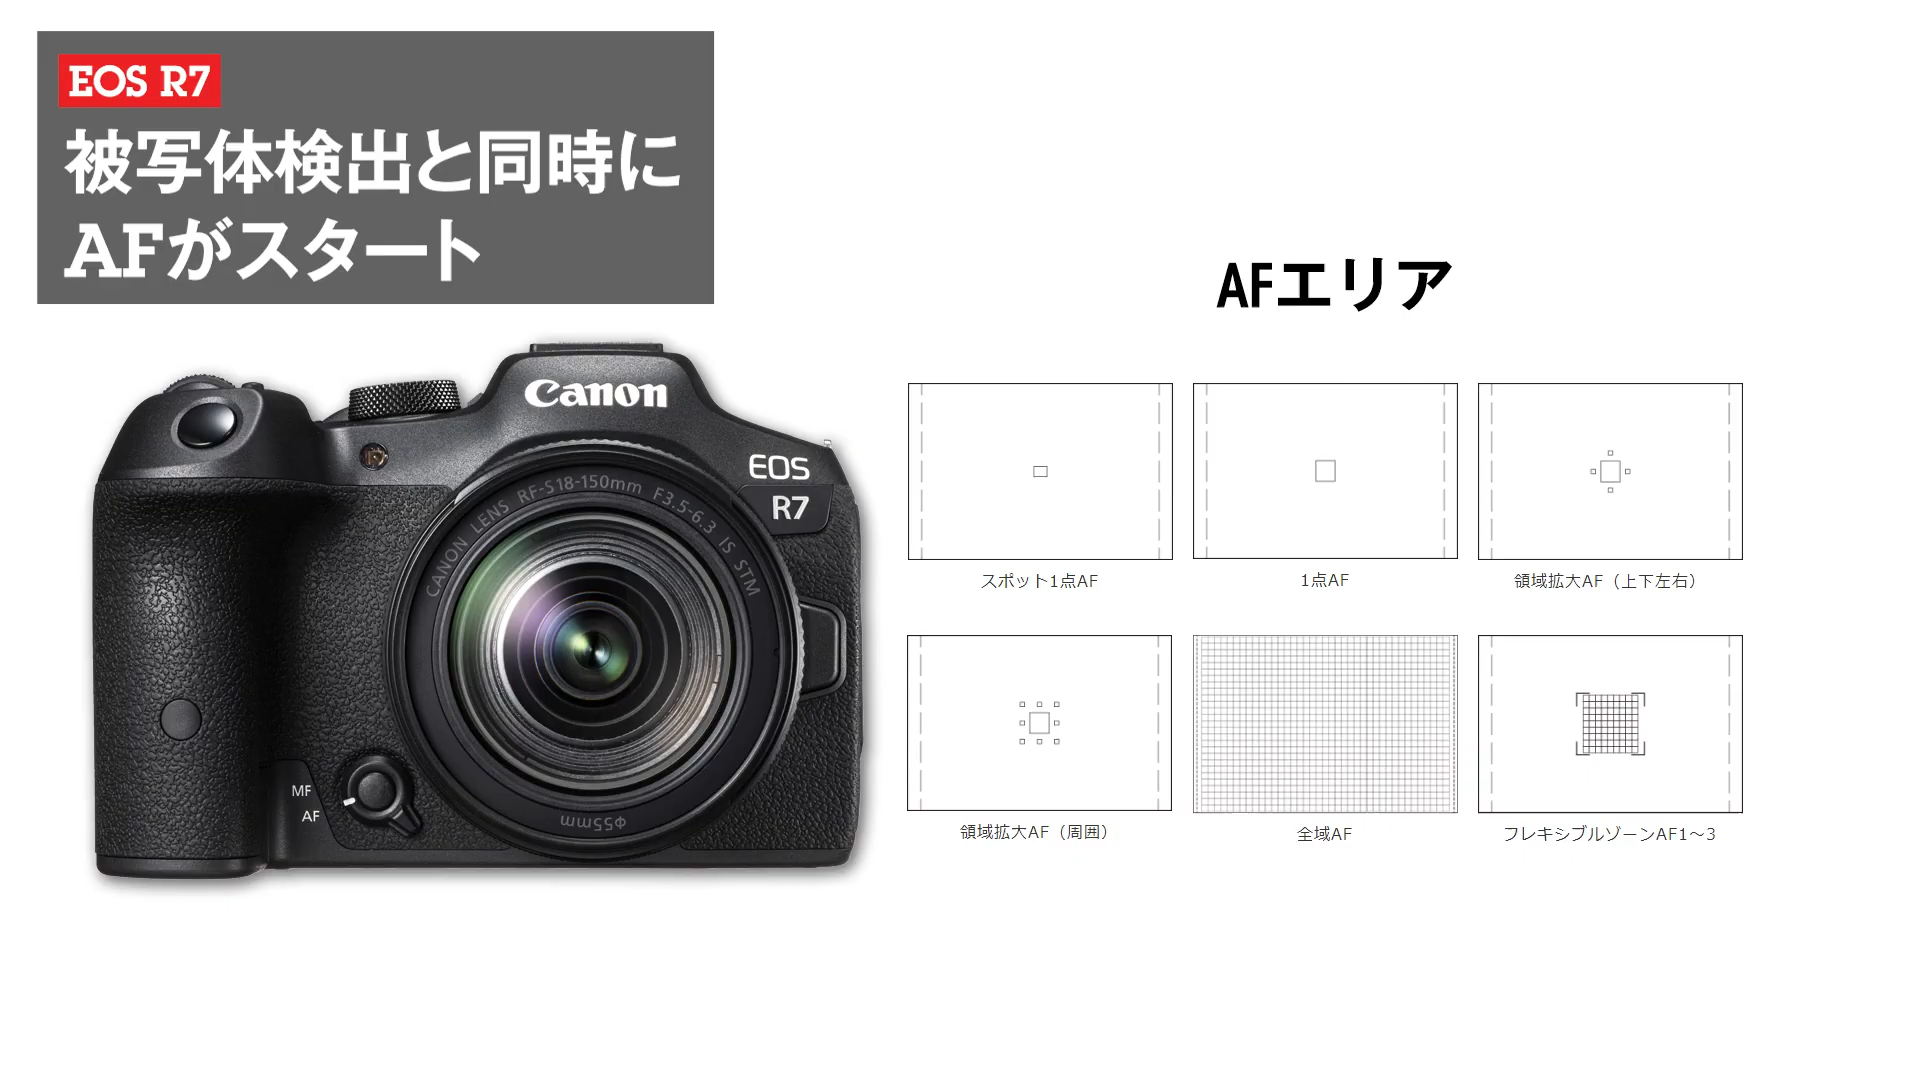 EOS R7
被写体検出と同時に
AFがスタート
AFエリア
Canon
EOS
R7
CANON LENS RF-S18-150mm F3.5-6.3 IS STM
MF
AF
Φ55mm
スポット1点AF
1点AF
領域拡大AF（上下左右）
領域拡大AF（周囲）
全域AF
フレキシブルゾーンAF1～3